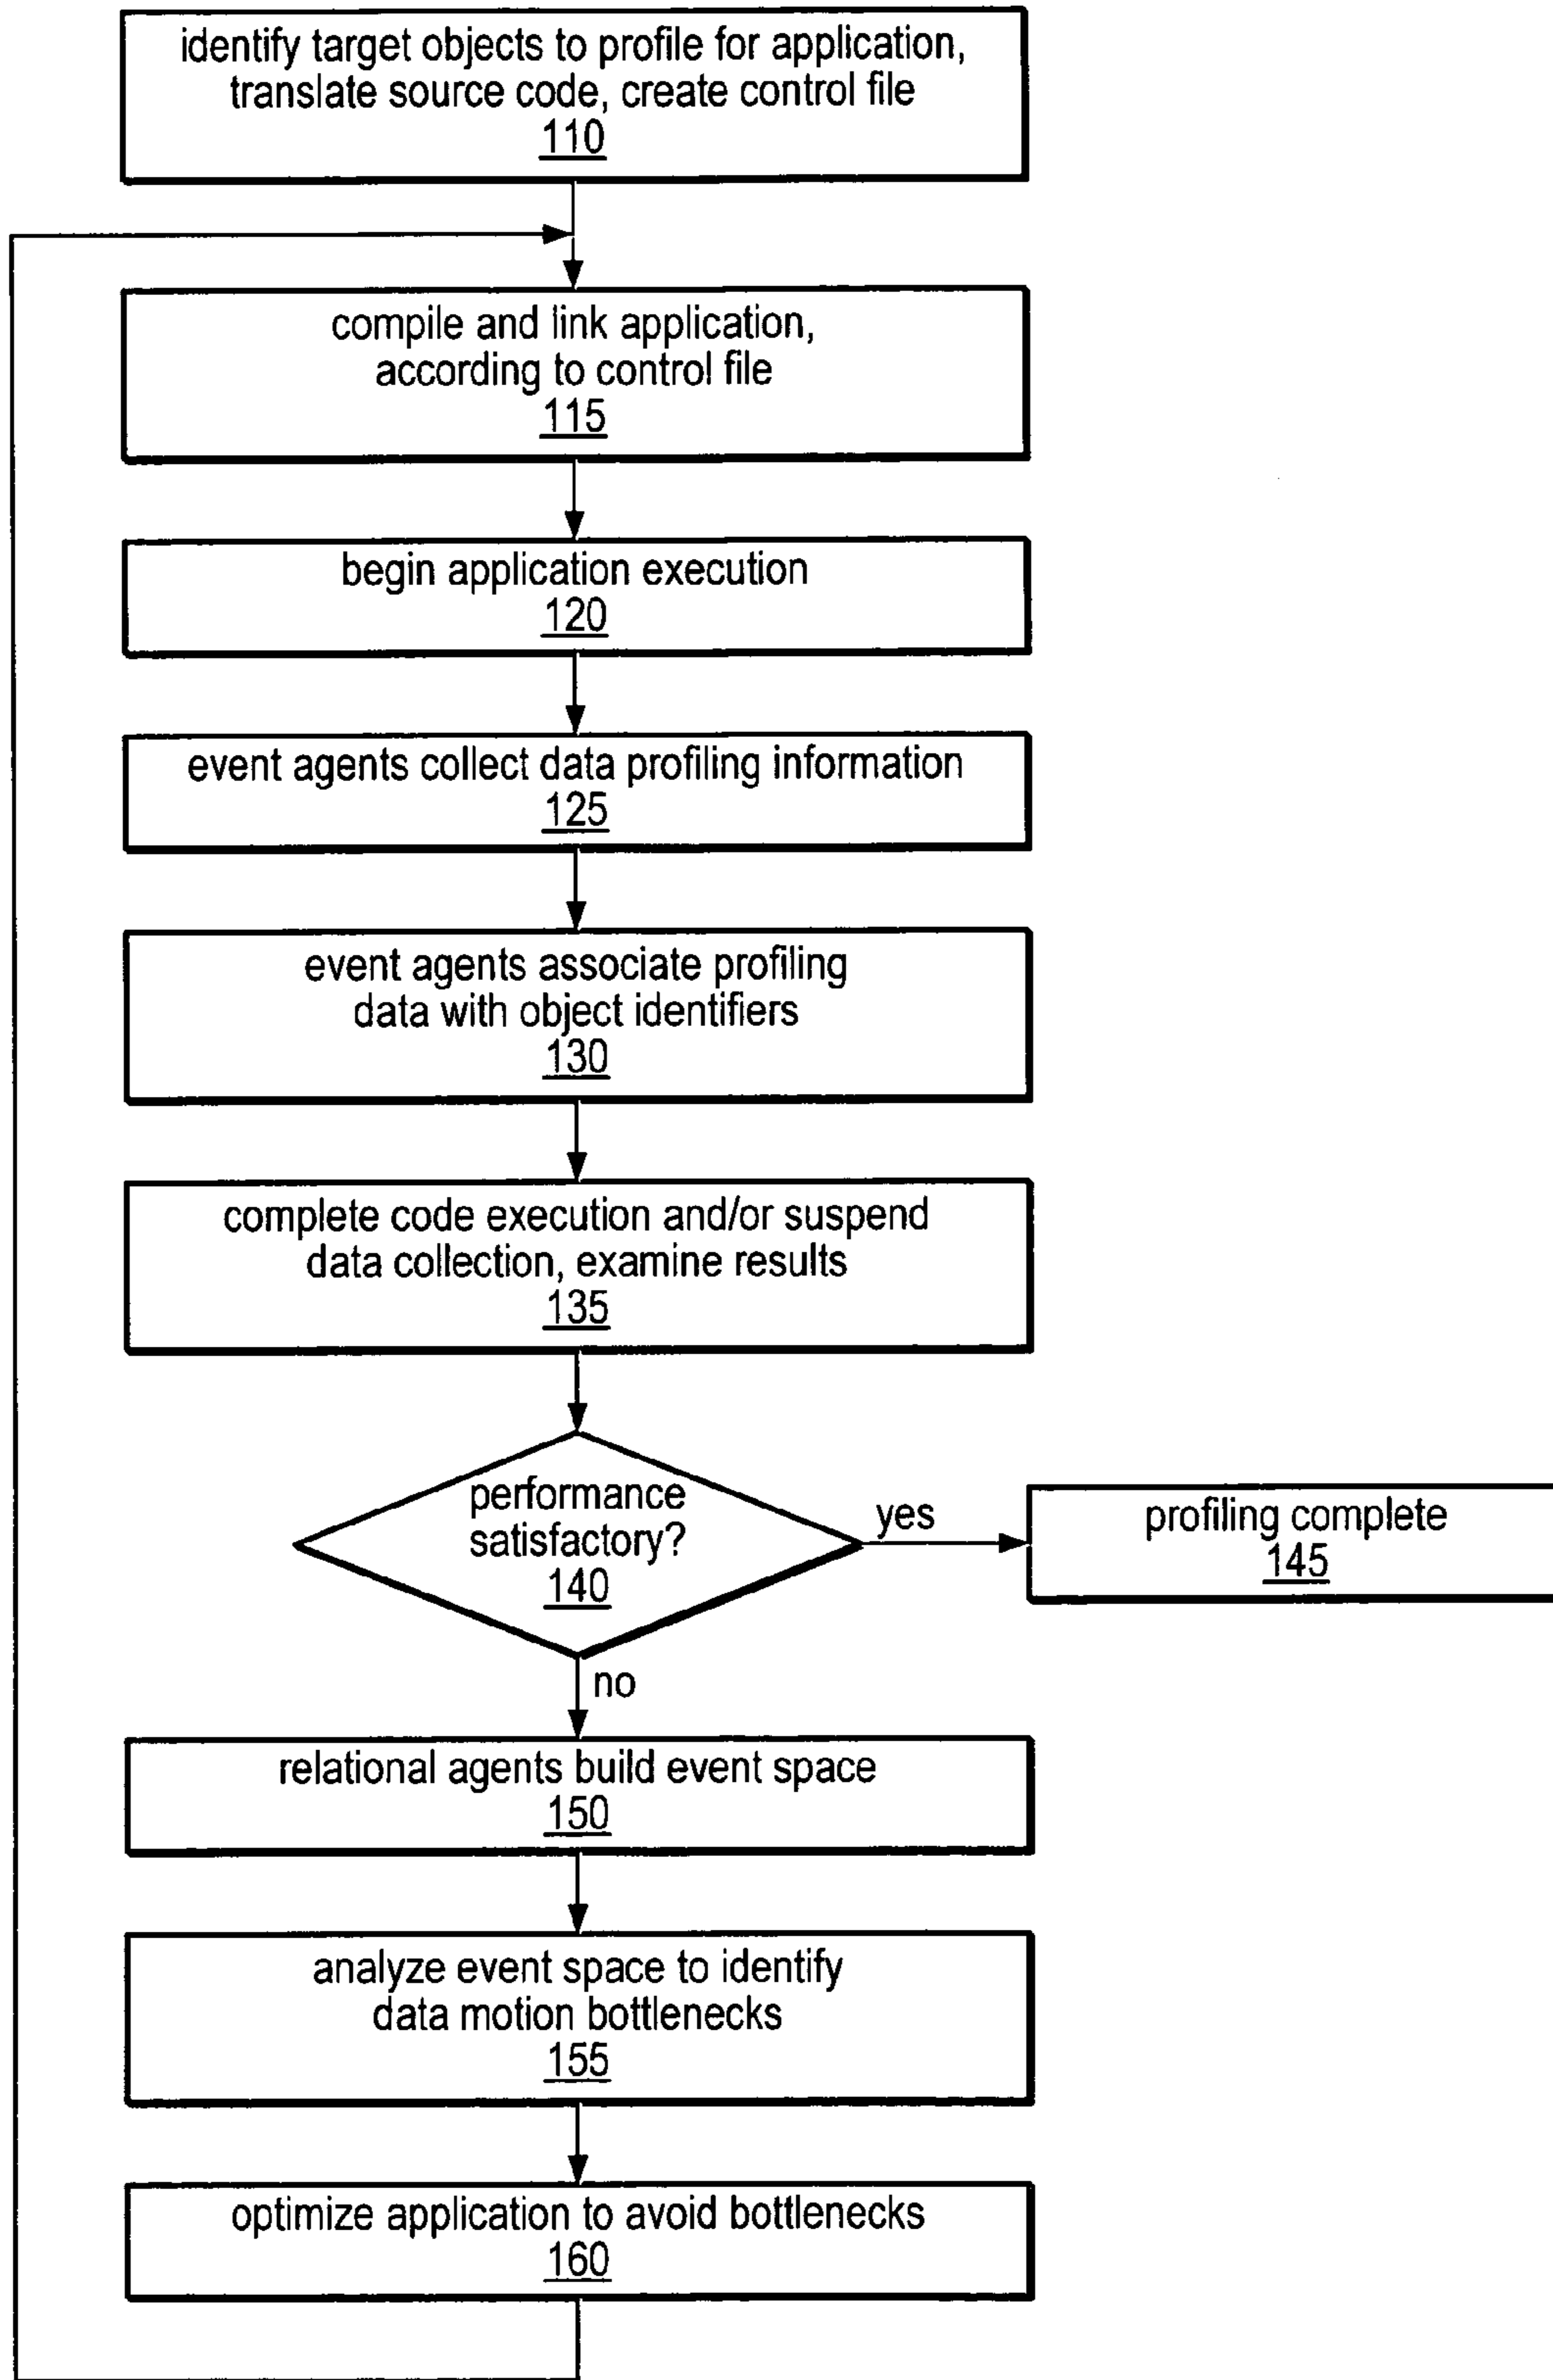 identify target objects to profile for application,
translate source code, create control file
110
compile and link application,
according to control file
115
begin application execution
120
event agents collect data profiling information
125
event agents associate profiling
data with object identifiers
130
complete code execution and/or suspend
data collection, examine results
135
performance
satisfactory?
140
yes
profiling complete
145
no
relational agents build event space
150
analyze event space to identify
data motion bottlenecks
155
optimize application to avoid bottlenecks
160